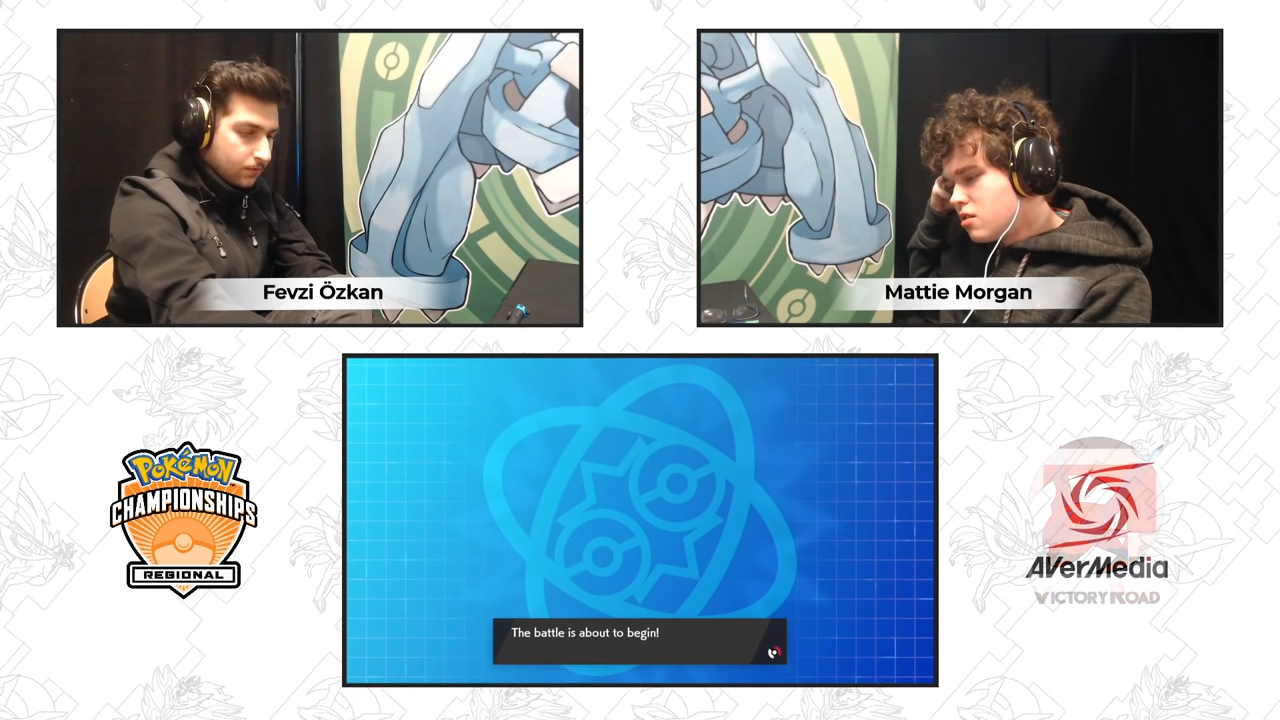 Fevzi Özkan
Mattie Morgan
POKéMON
CHAMPIONSHIPS
REGIONAL
The battle is about to begin!
AVerMedia
VICTORY ROAD